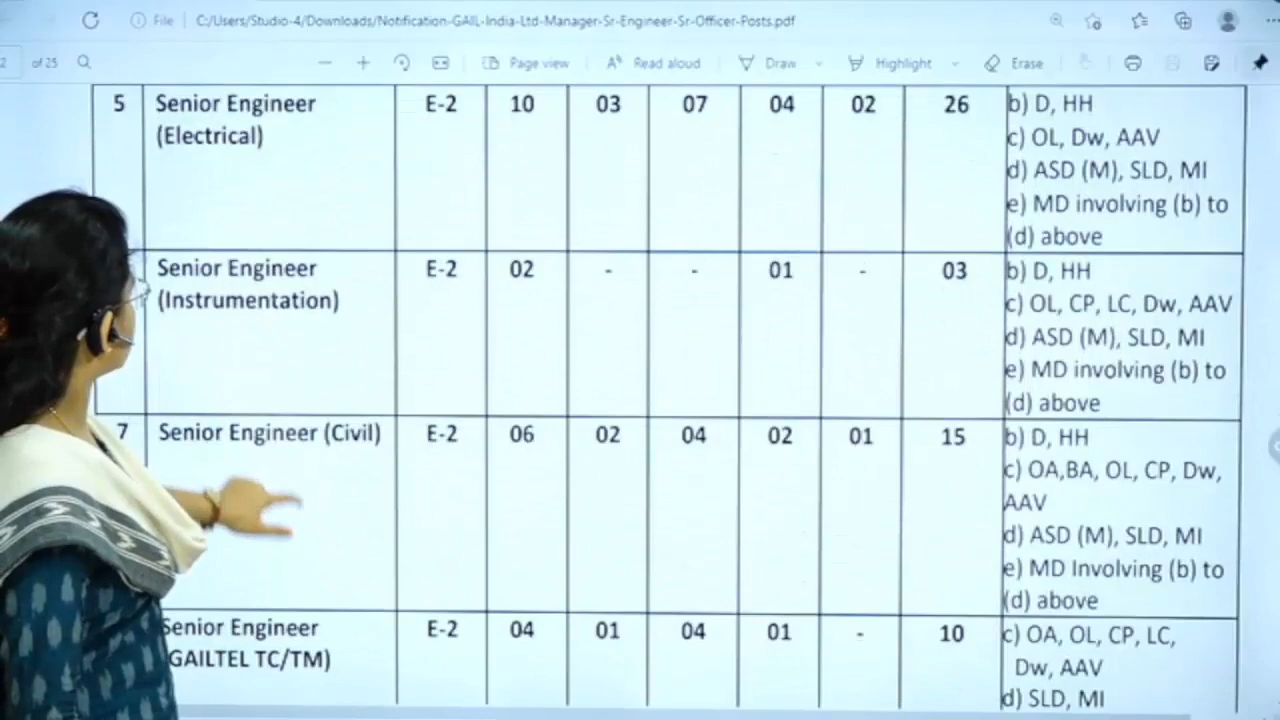 File C:/Users/Studio-4/Downloads/Notification-GAIL-India-Ltd-Manager-Sr-Engineer-Sr-Officer-Posts.pdf
2 of 25 Page view Read aloud Draw Highlight Erase
5 Senior Engineer E-2 10 03 07 04 02 26 b) D, HH
(Electrical) c) OL, Dw, AAV
d) ASD (M), SLD, MI
e) MD involving (b) to
(d) above
Senior Engineer E-2 02 - - 01 - 03 b) D, HH
(Instrumentation) c) OL, CP, LC, Dw, AAV
d) ASD (M), SLD, MI
e) MD involving (b) to
(d) above
7 Senior Engineer (Civil) E-2 06 02 04 02 01 15 b) D, HH
c) OA,BA, OL, CP, Dw,
AAV
d) ASD (M), SLD, MI
e) MD Involving (b) to
(d) above
Senior Engineer E-2 04 01 04 01 - 10 c) OA, OL, CP, LC,
GAILTEL TC/TM) Dw, AAV
d) SLD, MI